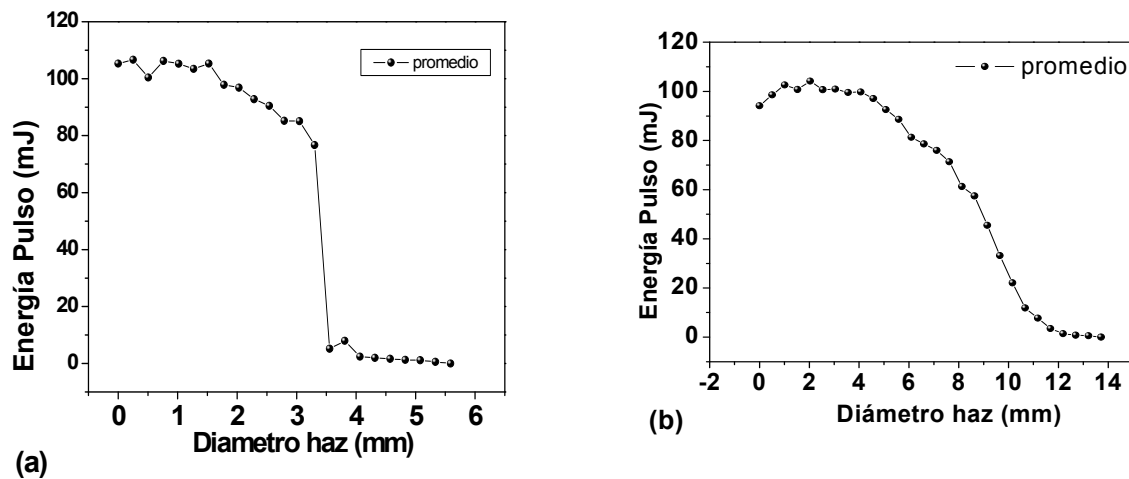 120
100
80
60
40
20
0
Energía Pulso (mJ)
promedio
0 1 2 3 4 5 6
Diametro haz (mm)
(a)
120
100
80
60
40
20
0
Energía Pulso (mJ)
promedio
-2 0 2 4 6 8 10 12 14
Diámetro haz (mm)
(b)